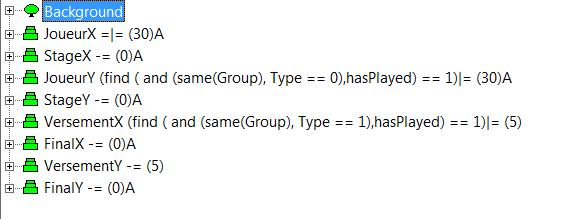 Background
JoueurX =|= (30)A
StageX -= (0)A
JoueurY (find ( and (same(Group), Type == 0),hasPlayed) == 1)|= (30)A
StageY -= (0)A
VersementX (find ( and (same(Group), Type == 1),hasPlayed) == 1)|= (5)
FinalX -= (0)A
VersementY -= (5)
FinalY -= (0)A